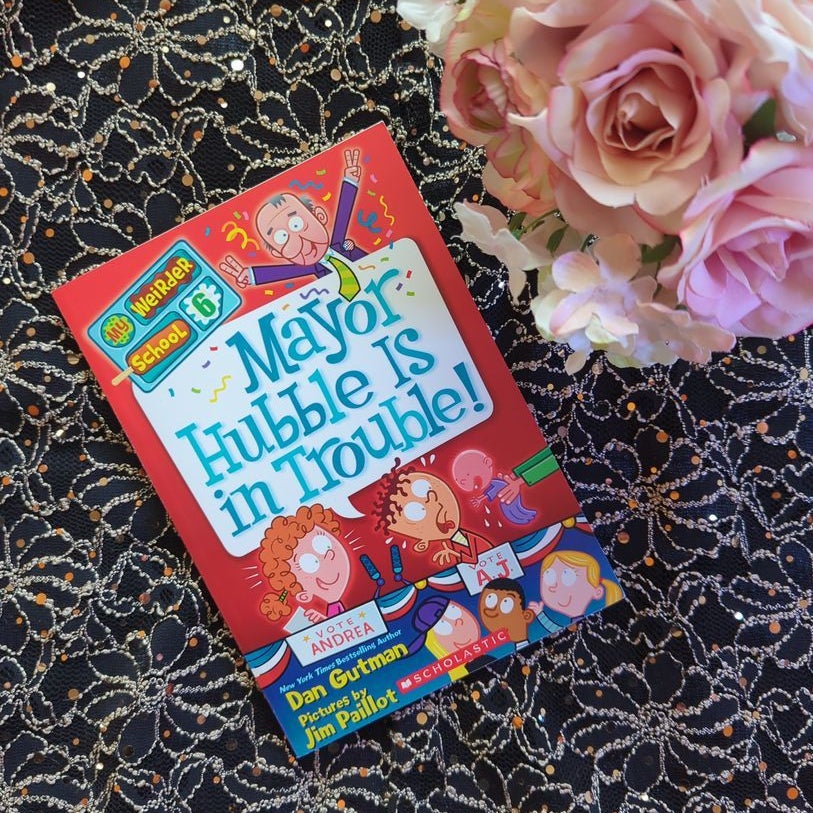 My
Weirder
School
6
Mayor
Hubble Is
in Trouble!
VOTE
ANDREA
VOTE
A.J.
New York Times Bestselling Author
Dan Gutman
Pictures by
Jim Paillot
SCHOLASTIC